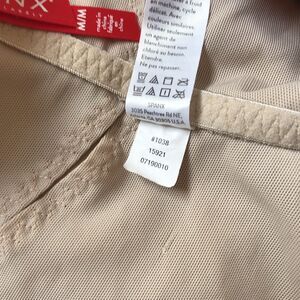 NX
M/M
en machine, cycle
délicat. Avec
couleurs similaires
Utiliser seulement
un agent de
blanchiment non
chloré au besoin.
Étendre.
Ne pas repasser.
SPANX
3035 Peachtree Rd NE,
Atlanta, GA 30305 U.S.A.
#1038
15921
07190010